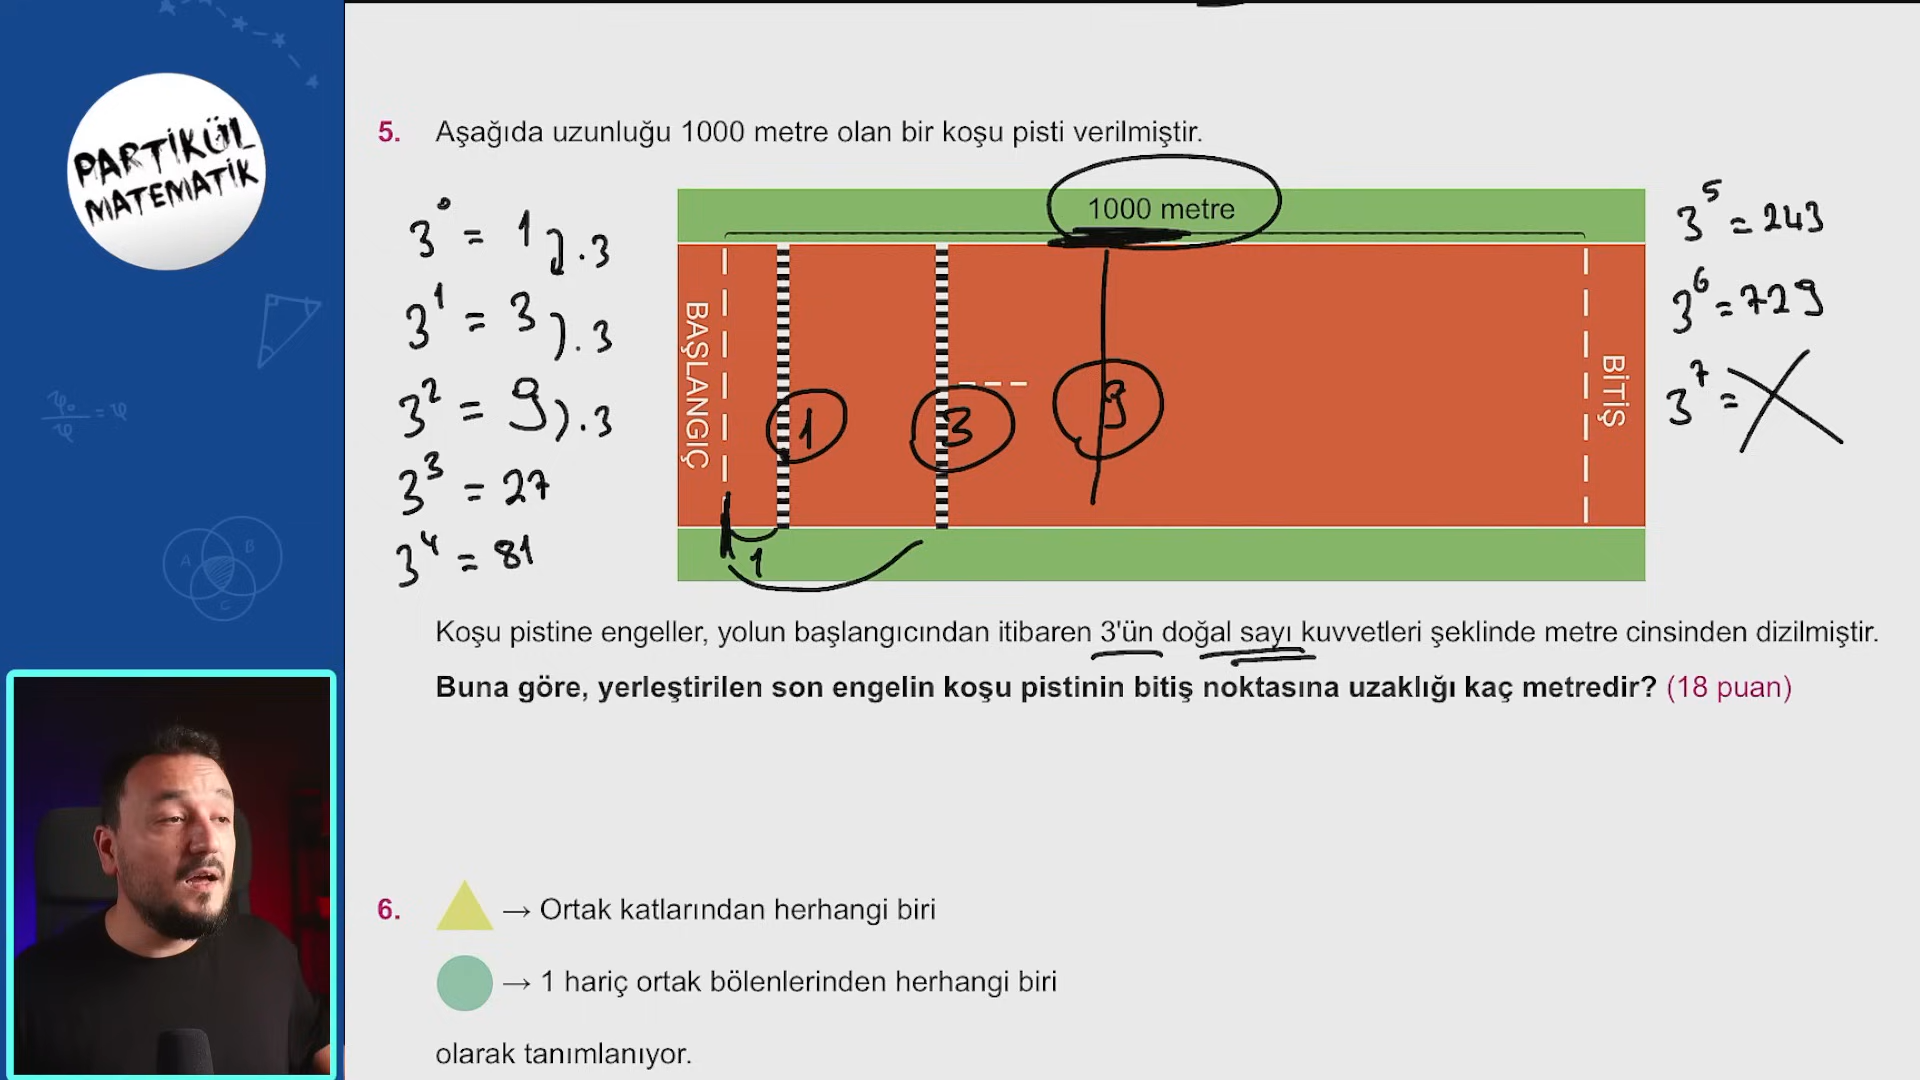 PARTİKÜL
MATEMATİK
5. Aşağıda uzunluğu 1000 metre olan bir koşu pisti verilmiştir.
1000 metre
BAŞLANGIÇ
BİTİŞ
3⁰ = 1 ) . 3
3¹ = 3 ) . 3
3² = 9 ) . 3
3³ = 27
3⁴ = 81
1
3
9
1
3⁵ = 243
3⁶ = 729
3⁷ =
Koşu pistine engeller, yolun başlangıcından itibaren 3'ün doğal sayı kuvvetleri şeklinde metre cinsinden dizilmiştir.
Buna göre, yerleştirilen son engelin koşu pistinin bitiş noktasına uzaklığı kaç metredir? (18 puan)
6. → Ortak katlarından herhangi biri
→ 1 hariç ortak bölenlerinden herhangi biri
olarak tanımlanıyor.
A
B
C